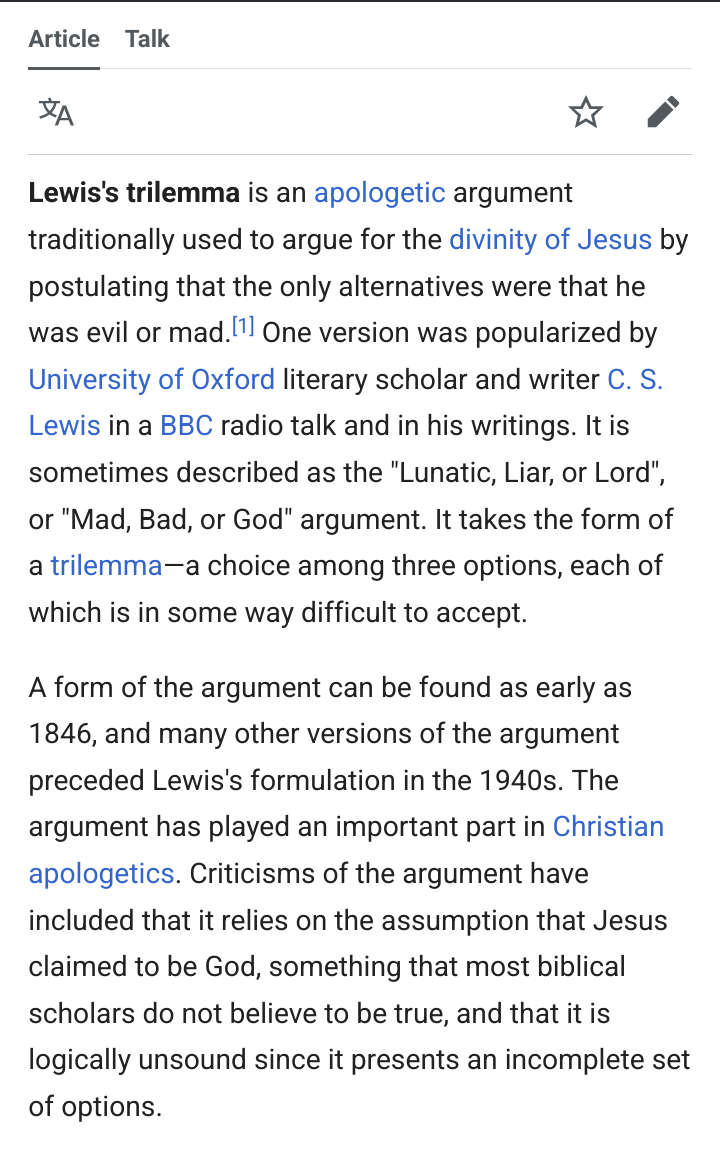 Article Talk
文A
Lewis's trilemma is an apologetic argument
traditionally used to argue for the divinity of Jesus by
postulating that the only alternatives were that he
was evil or mad.[1] One version was popularized by
University of Oxford literary scholar and writer C. S.
Lewis in a BBC radio talk and in his writings. It is
sometimes described as the "Lunatic, Liar, or Lord",
or "Mad, Bad, or God" argument. It takes the form of
a trilemma—a choice among three options, each of
which is in some way difficult to accept.
A form of the argument can be found as early as
1846, and many other versions of the argument
preceded Lewis's formulation in the 1940s. The
argument has played an important part in Christian
apologetics. Criticisms of the argument have
included that it relies on the assumption that Jesus
claimed to be God, something that most biblical
scholars do not believe to be true, and that it is
logically unsound since it presents an incomplete set
of options.